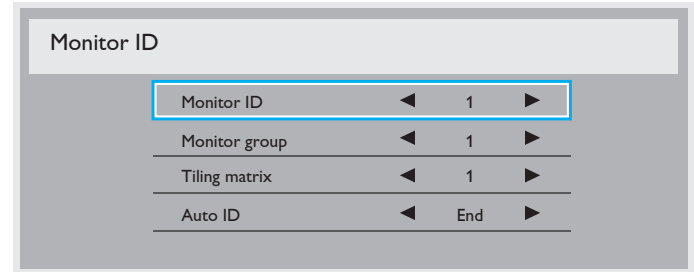 Monitor ID
Monitor ID ◀ 1 ▶
Monitor group ◀ 1 ▶
Tiling matrix ◀ 1 ▶
Auto ID ◀ End ▶